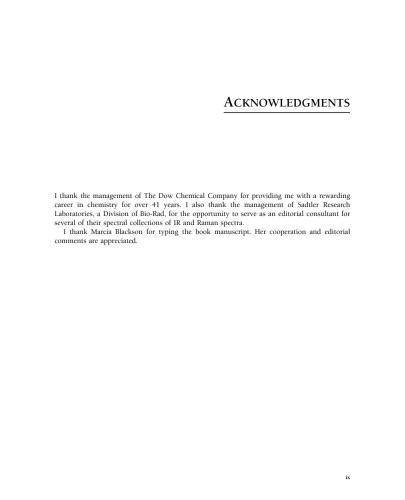 ACKNOWLEDGMENTS
I thank the management of The Dow Chemical Company for providing me with a rewarding
career in chemistry for over 41 years. I also thank the management of Sadtler Research
Laboratories, a Division of Bio-Rad, for the opportunity to serve as an editorial consultant for
several of their spectral collections of IR and Raman spectra.
I thank Marcia Blackson for typing the book manuscript. Her cooperation and editorial
comments are appreciated.
ix